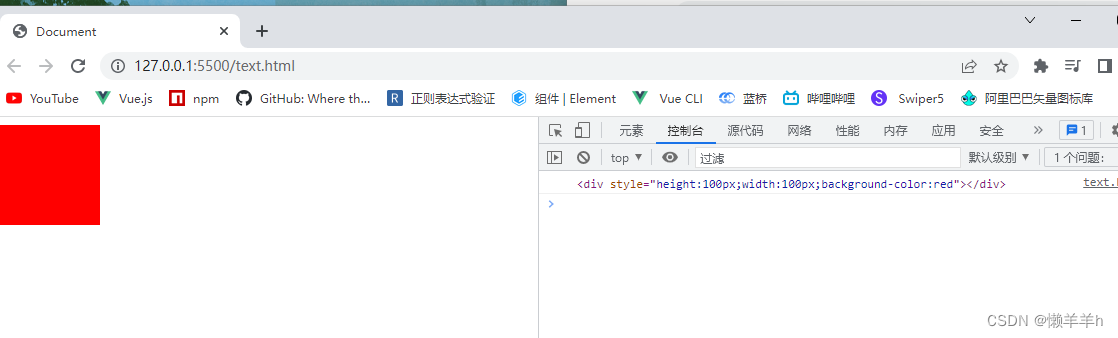 Document
127.0.0.1:5500/text.html
YouTube Vue.js npm GitHub: Where th... R 正则表达式验证 组件 | Element Vue CLI 蓝桥 哔哩哔哩 S Swiper5 阿里巴巴矢量图标库
元素 控制台 源代码 网络 性能 内存 应用 安全 » 1
top ▼ 过滤 默认级别 ▼ 1 个问题:
<div style="height:100px;width:100px;background-color:red"></div> text.
>
CSDN @懒羊羊h